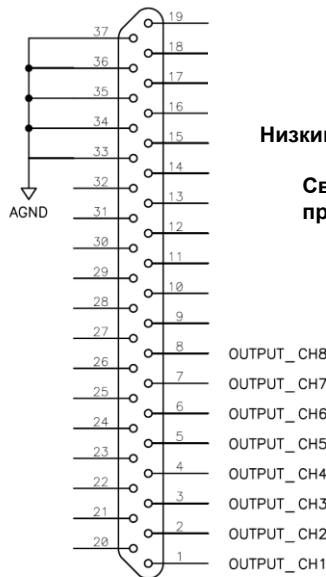 19
37
18
36
17
35
16
34
15
Низки
33
14
32
Св
AGND
13
пр
31
12
30
11
29
10
28
9
27
8 OUTPUT_CH8
26
7 OUTPUT_CH7
25
6 OUTPUT_CH6
24
5 OUTPUT_CH5
23
4 OUTPUT_CH4
22
3 OUTPUT_CH3
21
2 OUTPUT_CH2
20
1 OUTPUT_CH1